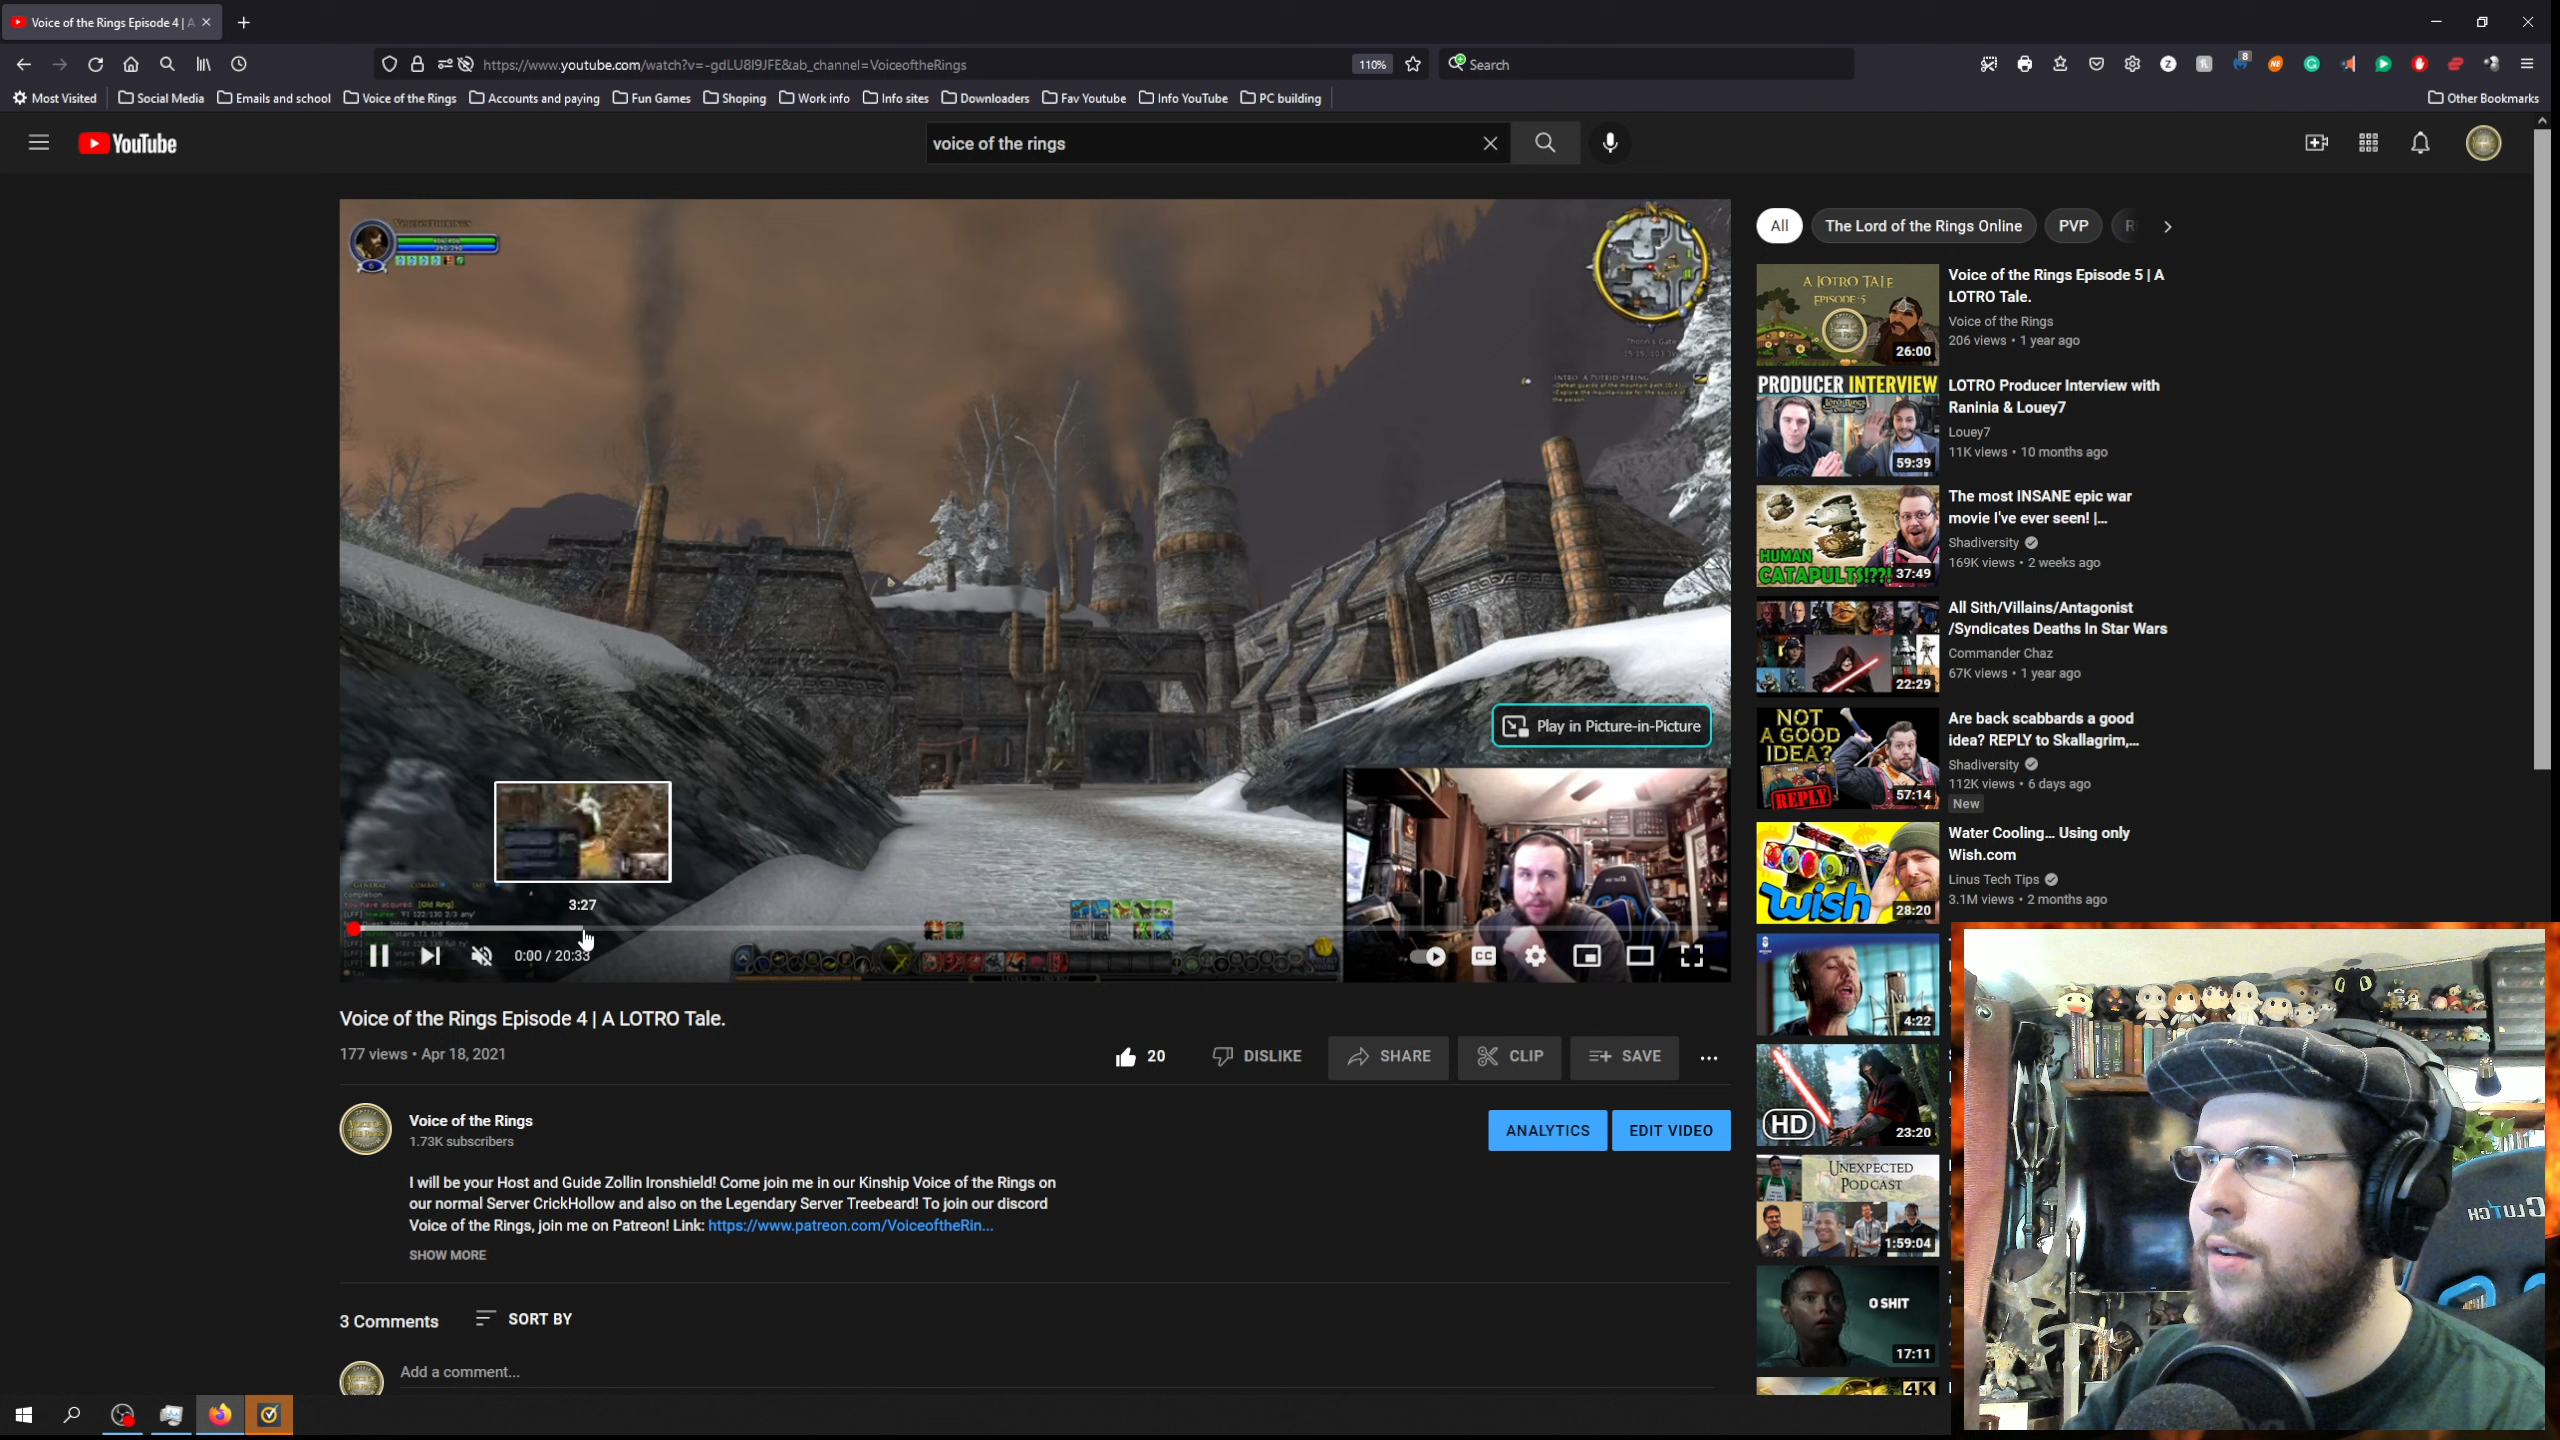 Voice of the Rings Episode 4 | A
https://www.youtube.com/watch?v=-gdLU8I9JFE&ab_channel=VoiceoftheRings
110%
Search
8
Most Visited
Social Media
Emails and school
Voice of the Rings
Accounts and paying
Fun Games
Shoping
Work info
Info sites
Downloaders
Fav Youtube
Info YouTube
PC building
Other Bookmarks
YouTube
voice of the rings
All
The Lord of the Rings Online
PVP
A LOTRO TALE
EPISODE-5
26:00
Voice of the Rings Episode 5 | A
LOTRO Tale.
Voice of the Rings
206 views • 1 year ago
PRODUCER INTERVIEW
59:39
LOTRO Producer Interview with
Raninia & Louey7
Louey7
11K views • 10 months ago
HUMAN
CATAPULTS!??!
37:49
The most INSANE epic war
movie I've ever seen! |...
Shadiversity
169K views • 2 weeks ago
22:29
All Sith/Villains/Antagonist
/Syndicates Deaths In Star Wars
Commander Chaz
67K views • 1 year ago
NOT
A GOOD
IDEA?
REPLY
57:14
Are back scabbards a good
idea? REPLY to Skallagrim,...
Shadiversity
112K views • 6 days ago
New
wish
28:20
Water Cooling... Using only
Wish.com
Linus Tech Tips
3.1M views • 2 months ago
4:22
HD
23:20
UNEXPECTED
PODCAST
1:59:04
O SHIT
17:11
4K
Thorin's Gate
INTRO: A PUTRID SPRING
Play in Picture-in-Picture
3:27
0:00 / 20:33
CC
Voice of the Rings Episode 4 | A LOTRO Tale.
177 views • Apr 18, 2021
20
DISLIKE
SHARE
CLIP
SAVE
Voice of the Rings
1.73K subscribers
ANALYTICS
EDIT VIDEO
I will be your Host and Guide Zollin Ironshield! Come join me in our Kinship Voice of the Rings on
our normal Server CrickHollow and also on the Legendary Server Treebeard! To join our discord
Voice of the Rings, join me on Patreon! Link: https://www.patreon.com/VoiceoftheRin...
SHOW MORE
3 Comments
SORT BY
Add a comment...